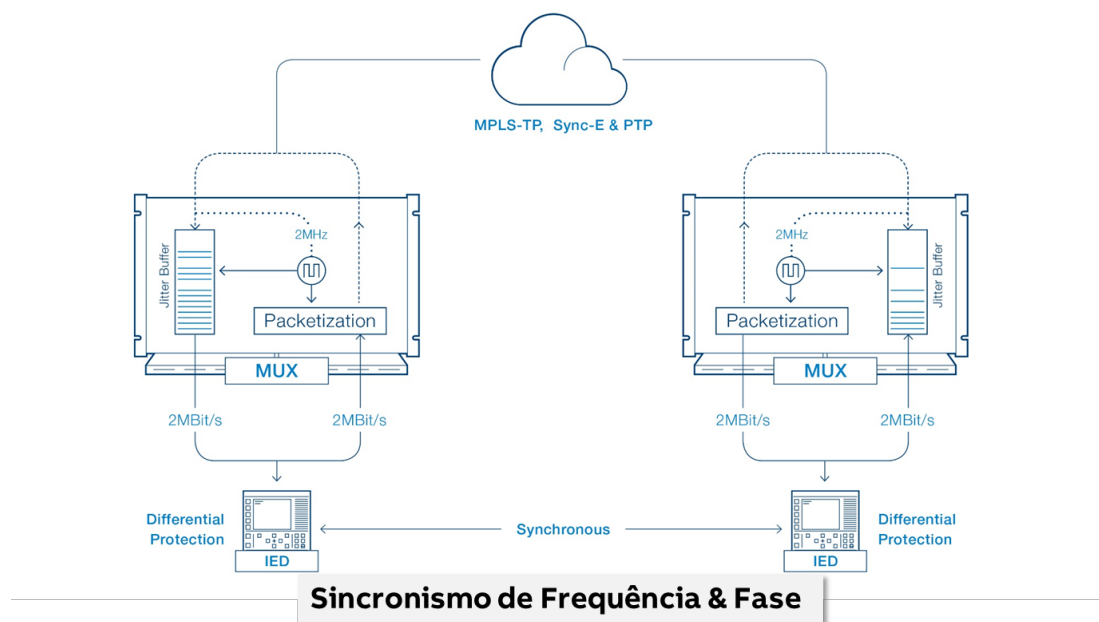 MPLS-TP, Sync-E & PTP
2MHz
Jitter Buffer
Packetization
MUX
2MBit/s
2MBit/s
2MHz
Jitter Buffer
Packetization
MUX
2MBit/s
2MBit/s
Differential
Protection
IED
Synchronous
Differential
Protection
IED
Sincronismo de Frequência & Fase